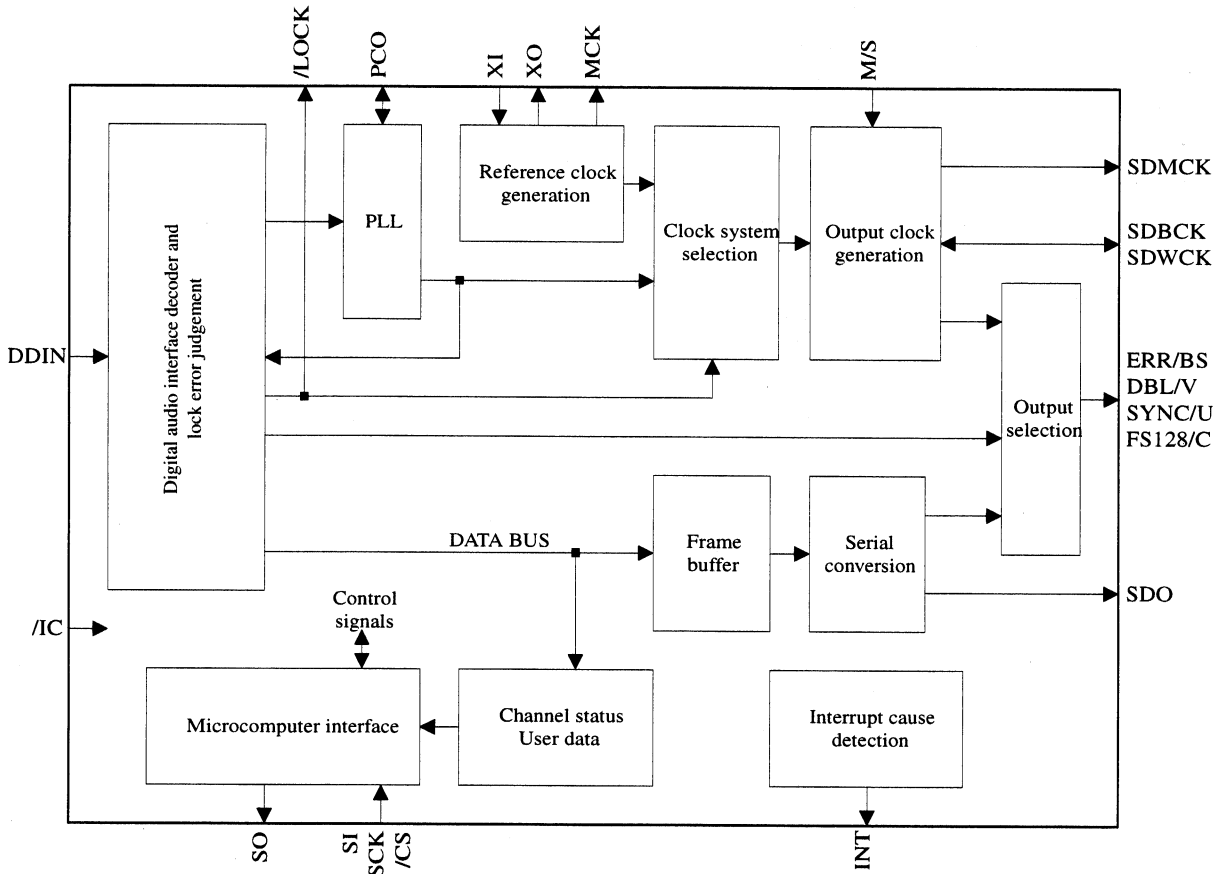 /LOCK
PCO
XI
XO
MCK
M/S
Reference clock
generation
PLL
Clock system
selection
Output clock
generation
SDMCK
SDBCK
SDWCK
Digital audio interface decoder and
lock error judgement
DDIN
Output
selection
ERR/BS
DBL/V
SYNC/U
FS128/C
DATA BUS
Frame
buffer
Serial
conversion
SDO
/IC
Control
signals
Microcomputer interface
Channel status
User data
Interrupt cause
detection
SO
SI
SCK
/CS
INT